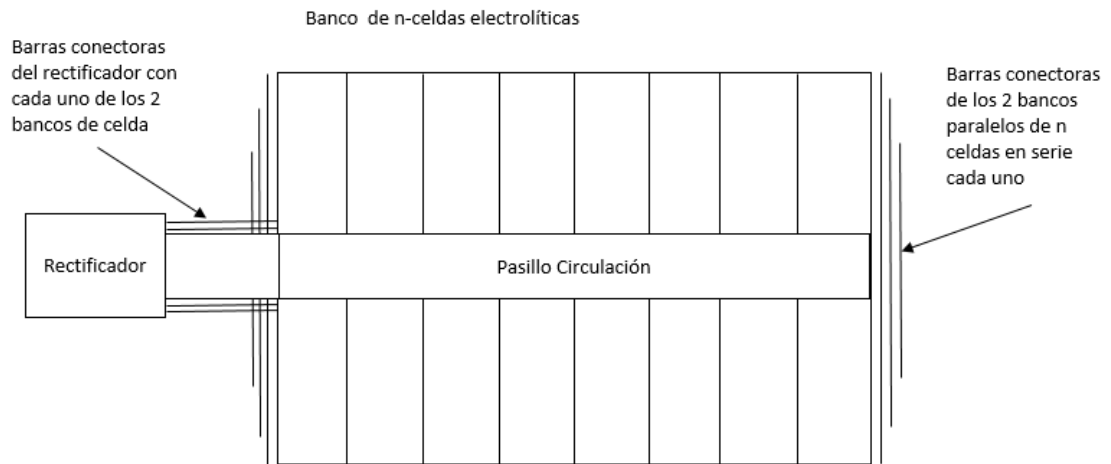 Banco de n-celdas electrolíticas
Barras conectoras
del rectificador con
cada uno de los 2
bancos de celda
Barras conectoras
de los 2 bancos
paralelos de n
celdas en serie
cada uno
Rectificador
Pasillo Circulación